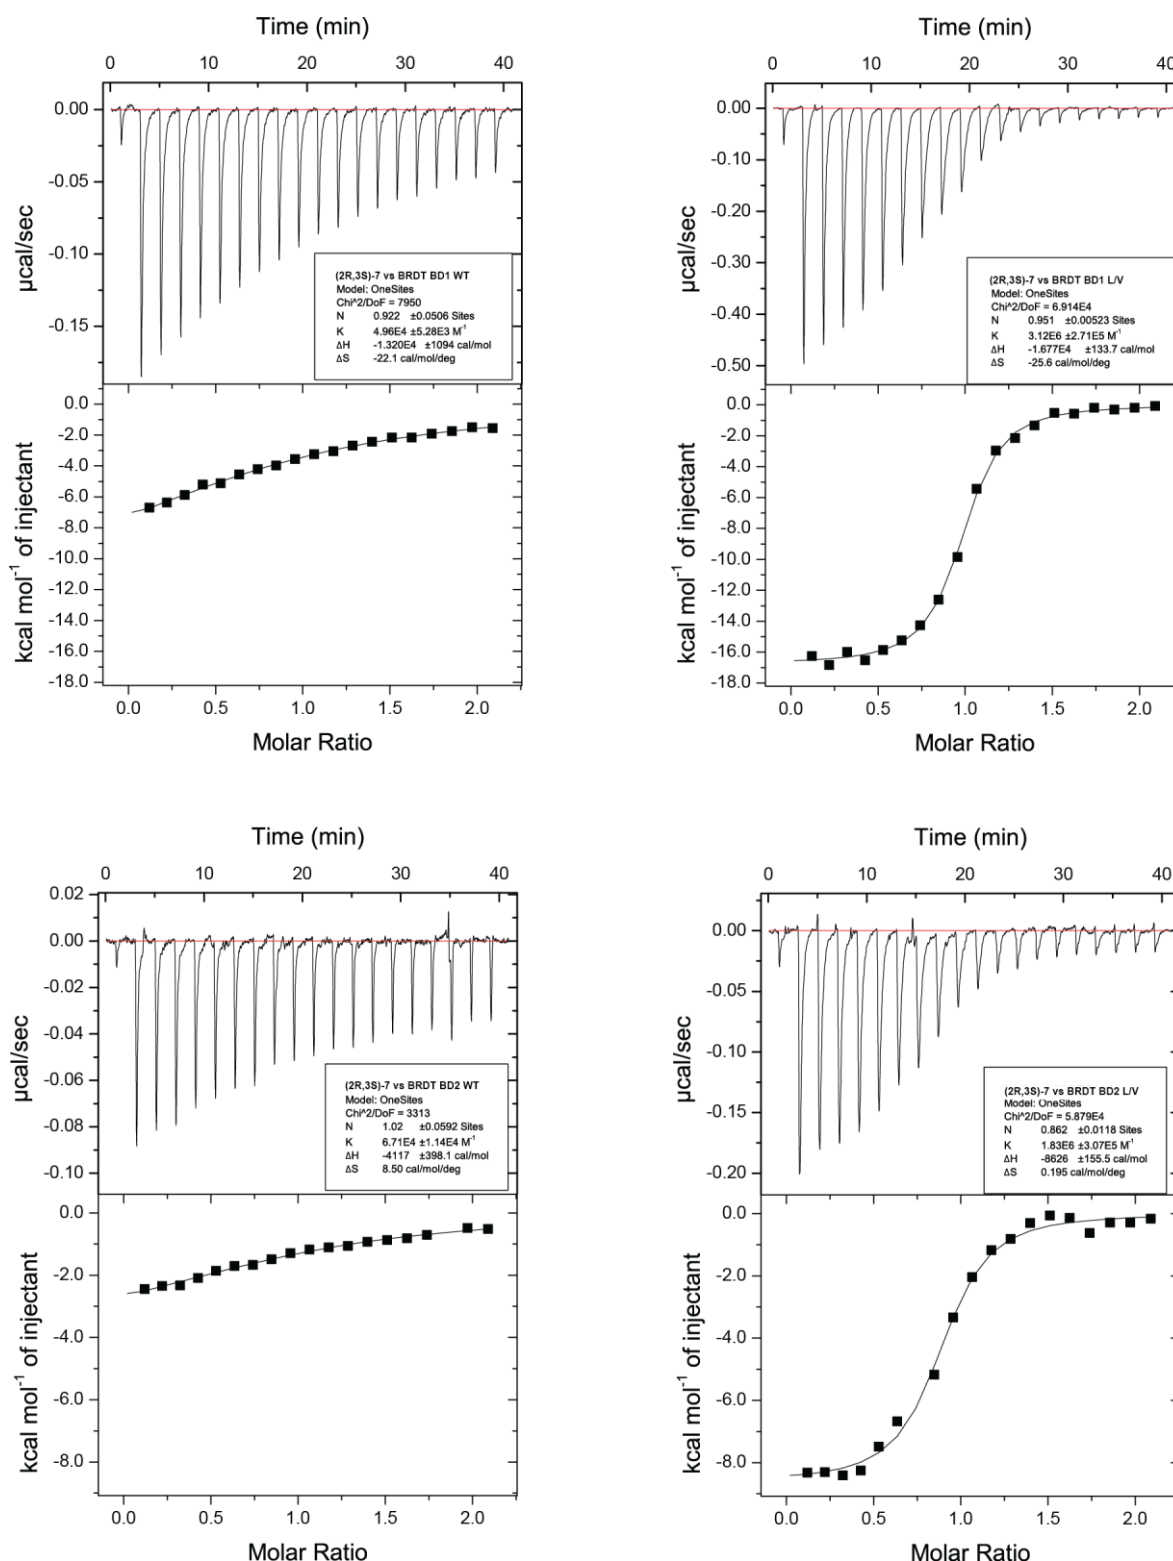 Time (min)
0 10 20 30 40
0.00
-0.05
-0.10
-0.15
µcal/sec
(2R,3S)-7 vs BRDT BD1 WT
Model: OneSites
Chi^2/DoF = 7950
N 0.922 ±0.0506 Sites
K 4.96E4 ±5.28E3 M⁻¹
ΔH -1.320E4 ±1094 cal/mol
ΔS -22.1 cal/mol/deg
0.0
-2.0
-4.0
-6.0
-8.0
-10.0
-12.0
-14.0
-16.0
-18.0
kcal mol⁻¹ of injectant
0.0 0.5 1.0 1.5 2.0
Molar Ratio
Time (min)
0 10 20 30 40
0.00
-0.10
-0.20
-0.30
-0.40
-0.50
µcal/sec
(2R,3S)-7 vs BRDT BD1 L/V
Model: OneSites
Chi^2/DoF = 6.914E4
N 0.951 ±0.00523 Sites
K 3.12E6 ±2.71E5 M⁻¹
ΔH -1.677E4 ±133.7 cal/mol
ΔS -25.6 cal/mol/deg
0.0
-2.0
-4.0
-6.0
-8.0
-10.0
-12.0
-14.0
-16.0
-18.0
kcal mol⁻¹ of injectant
0.0 0.5 1.0 1.5 2.0
Molar Ratio
Time (min)
0 10 20 30 40
0.02
0.00
-0.02
-0.04
-0.06
-0.08
-0.10
µcal/sec
(2R,3S)-7 vs BRDT BD2 WT
Model: OneSites
Chi^2/DoF = 3313
N 1.02 ±0.0592 Sites
K 6.71E4 ±1.14E4 M⁻¹
ΔH -4117 ±398.1 cal/mol
ΔS 8.50 cal/mol/deg
0.0
-2.0
-4.0
-6.0
-8.0
kcal mol⁻¹ of injectant
0.0 0.5 1.0 1.5 2.0
Molar Ratio
Time (min)
0 10 20 30 40
0.00
-0.05
-0.10
-0.15
-0.20
µcal/sec
(2R,3S)-7 vs BRDT BD2 L/V
Model: OneSites
Chi^2/DoF = 5.879E4
N 0.862 ±0.0118 Sites
K 1.83E6 ±3.07E5 M⁻¹
ΔH -8626 ±155.5 cal/mol
ΔS 0.195 cal/mol/deg
0.0
-2.0
-4.0
-6.0
-8.0
kcal mol⁻¹ of injectant
0.0 0.5 1.0 1.5 2.0
Molar Ratio